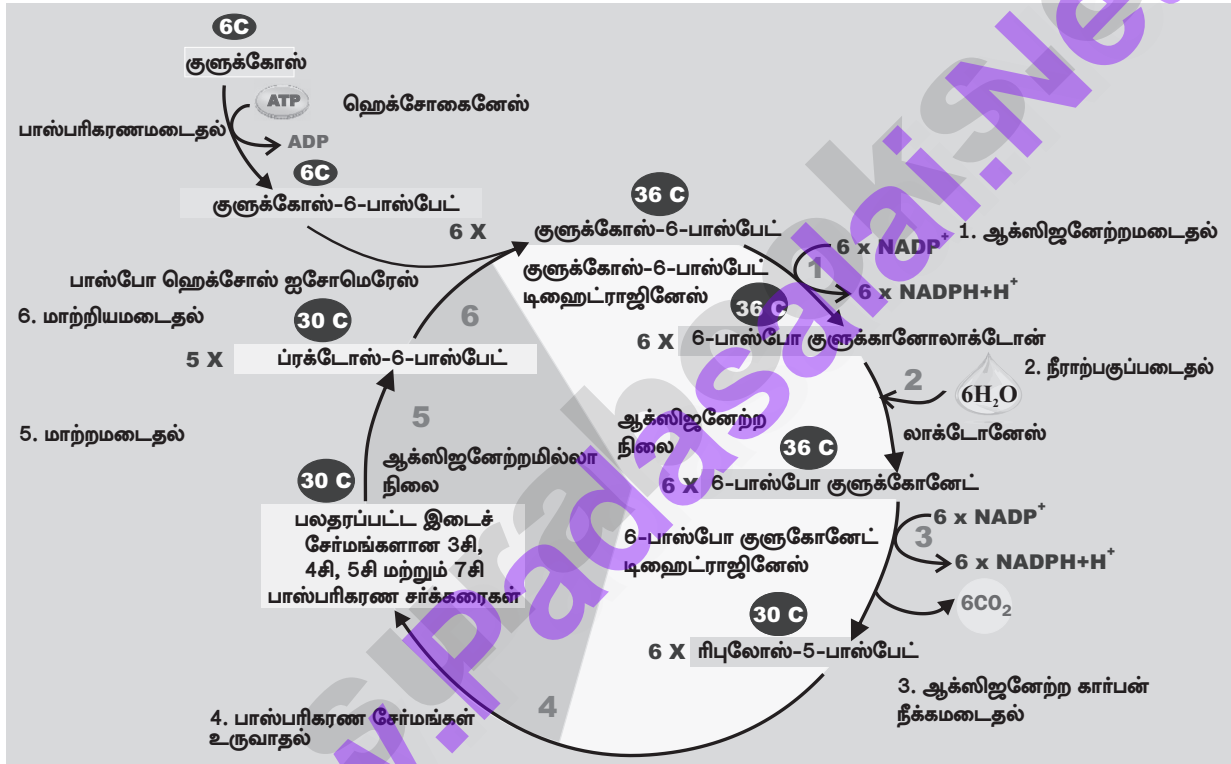 6C
குளுக்கோஸ்
ATP
ஹெக்சோகைனேஸ்
பாஸ்பரிகரணமடைதல்
ADP
6C
குளுக்கோஸ்-6-பாஸ்பேட்
6 X
36 C
குளுக்கோஸ்-6-பாஸ்பேட்
6 x NADP+
1. ஆக்ஸிஜனேற்றமடைதல்
1
6 x NADPH+H+
குளுக்கோஸ்-6-பாஸ்பேட்
டிஹைட்ராஜினேஸ்
36 C
6 X 6-பாஸ்போ குளுக்கானோலாக்டோன்
2
2. நீராற்பகுப்படைதல்
6H2O
லாக்டோனேஸ்
ஆக்ஸிஜனேற்ற
நிலை
36 C
6 X 6-பாஸ்போ குளுக்கோனேட்
6 x NADP+
3
6 x NADPH+H+
6-பாஸ்போ குளுகோனேட்
டிஹைட்ராஜினேஸ்
6CO2
30 C
6 X ரிபுலோஸ்-5-பாஸ்பேட்
3. ஆக்ஸிஜனேற்ற கார்பன்
நீக்கமடைதல்
4
4. பாஸ்பரிகரண சேர்மங்கள்
உருவாதல்
30 C
பலதரப்பட்ட இடைச்
சேர்மங்களான 3சி,
4சி, 5சி மற்றும் 7சி
பாஸ்பரிகரண சர்க்கரைகள்
ஆக்ஸிஜனேற்றமில்லா
நிலை
5
5. மாற்றமடைதல்
30 C
5 X ப்ரக்டோஸ்-6-பாஸ்பேட்
6
6. மாற்றியமடைதல்
பாஸ்போ ஹெக்சோஸ் ஐசோமெரேஸ்